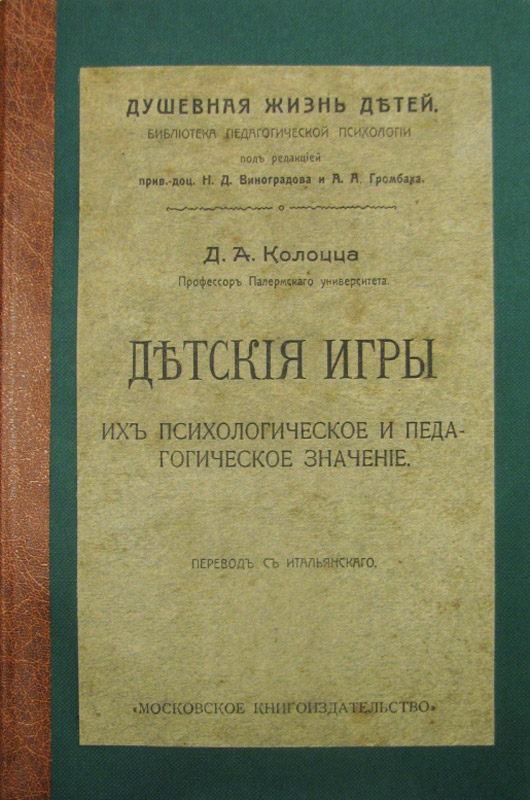 ДУШЕВНАЯ ЖИЗНЬ ДѢТЕЙ.
БИБЛІОТЕКА ПЕДАГОГИЧЕСКОЙ ПСИХОЛОГІИ
подъ редакціей
прив.-доц. Н. Д. Виноградова и А. А. Громбаха.
Д. А. Колоцца
Профессоръ Палермскаго университета.
ДѢТСКІЯ ИГРЫ
ИХЪ ПСИХОЛОГИЧЕСКОЕ И ПЕДА-
ГОГИЧЕСКОЕ ЗНАЧЕНІЕ.
ПЕРЕВОДЪ СЪ ИТАЛЬЯНСКАГО.
«МОСКОВСКОЕ КНИГОИЗДАТЕЛЬСТВО»